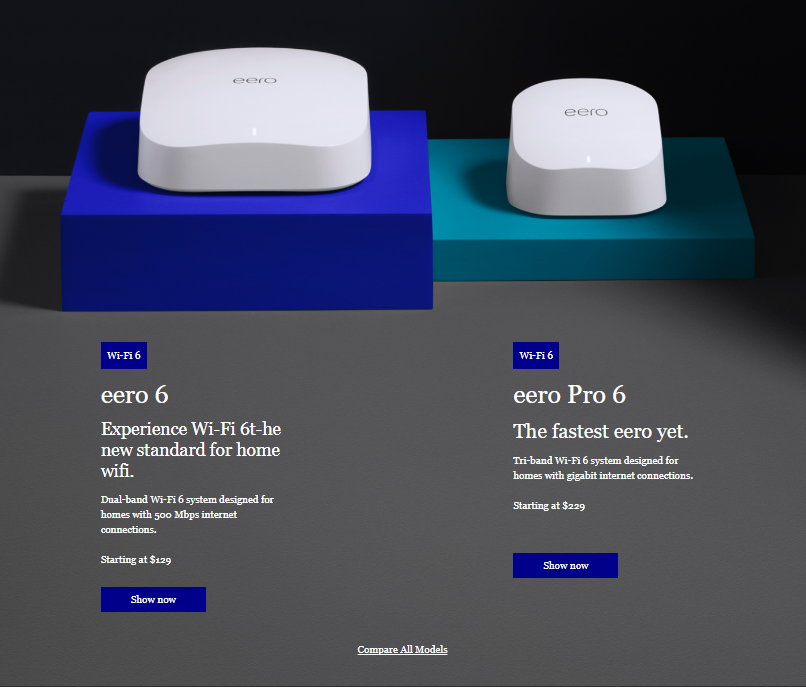 eero
eero
Wi-Fi 6
eero 6
Experience Wi-Fi 6t-he
new standard for home
wifi.
Dual-band Wi-Fi 6 system designed for
homes with 500 Mbps internet
connections.
Starting at $129
Show now
Wi-Fi 6
eero Pro 6
The fastest eero yet.
Tri-band Wi-Fi 6 system designed for
homes with gigabit internet connections.
Starting at $229
Show now
Compare All Models